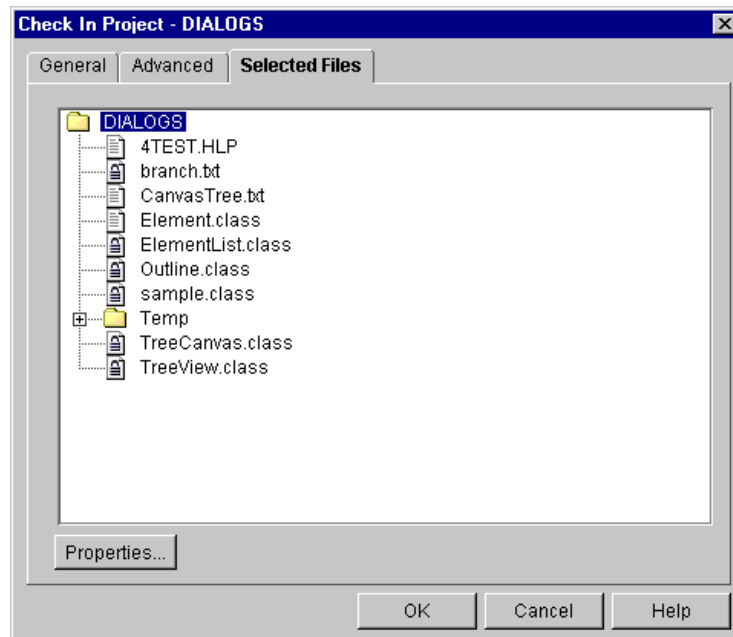 Check In Project - DIALOGS
General Advanced Selected Files
DIALOGS
4TEST.HLP
branch.txt
CanvasTree.txt
Element.class
ElementList.class
Outline.class
sample.class
Temp
TreeCanvas.class
TreeView.class
Properties...
OK Cancel Help